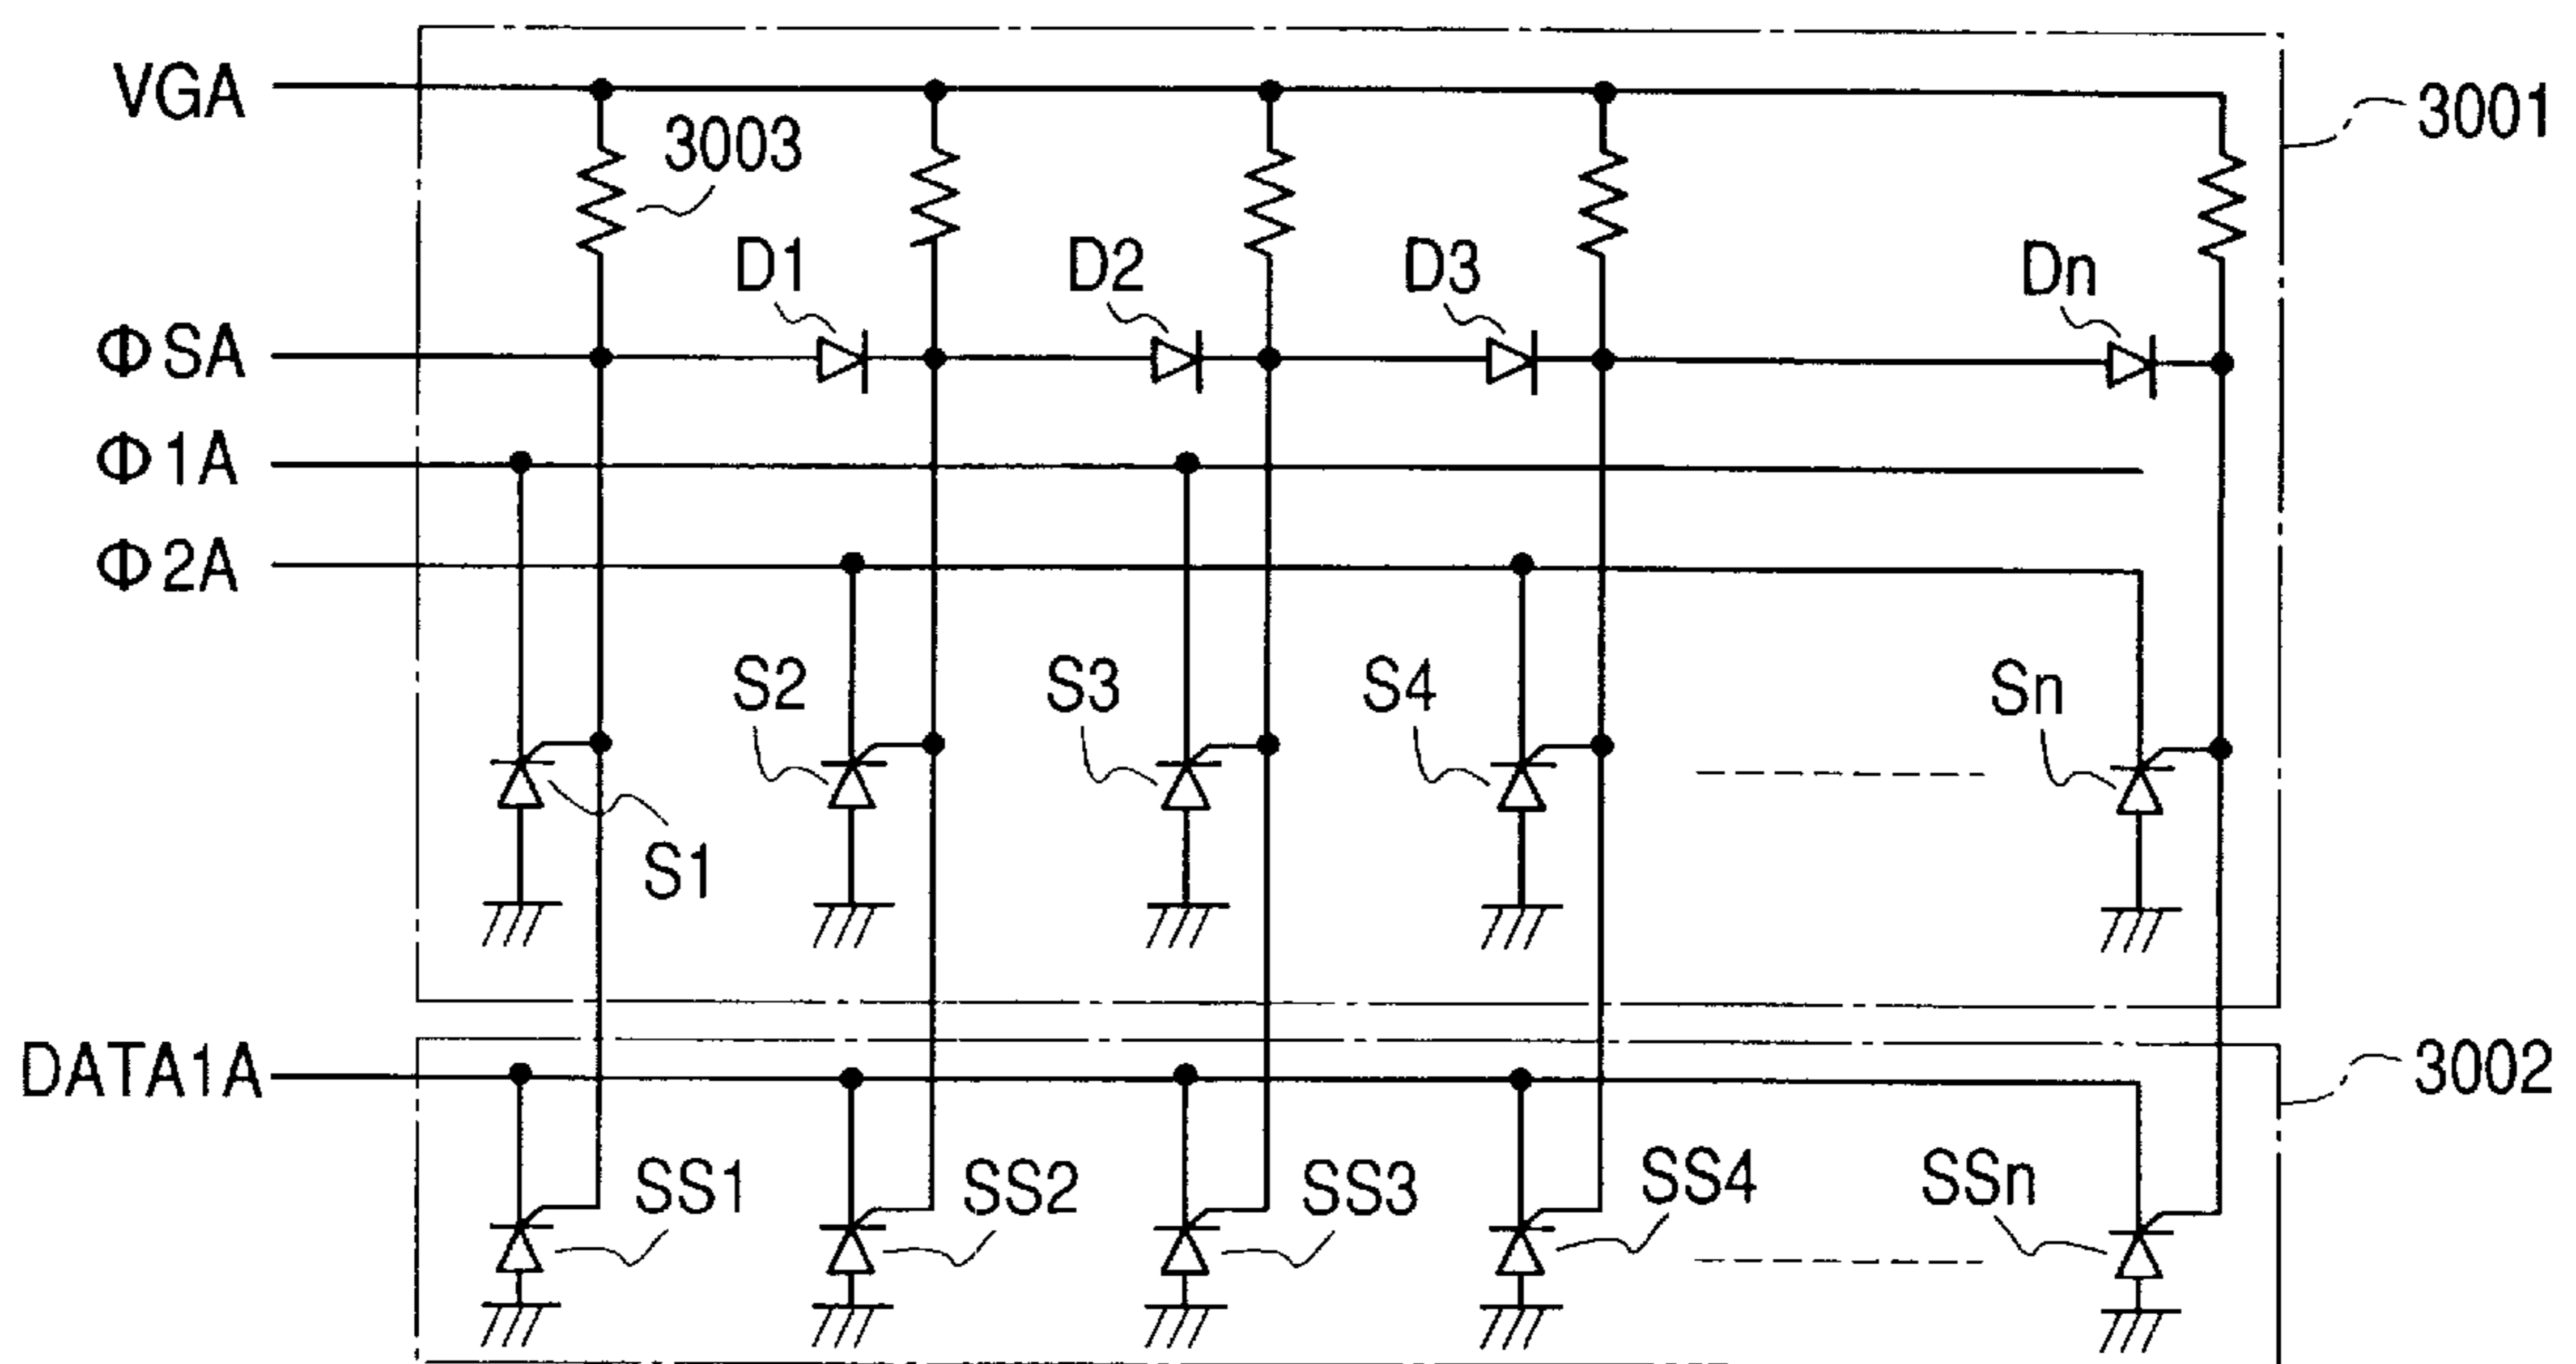 VGA
3001
3003
D1
D2
D3
Dn
ΦSA
Φ1A
Φ2A
S2
S3
S4
Sn
S1
DATA1A
3002
SS1
SS2
SS3
SS4
SSn